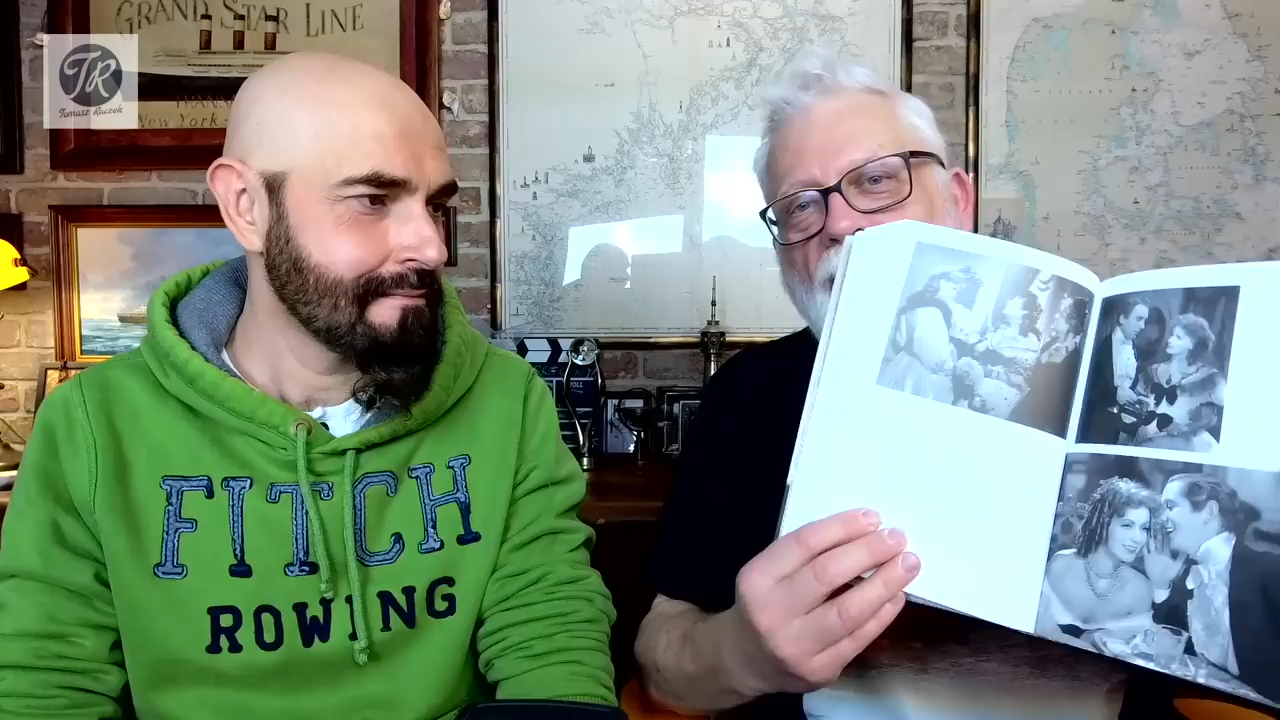 GRAND STAR LINE
TR
Tomasz Raczek
New York
FITCH
ROWING